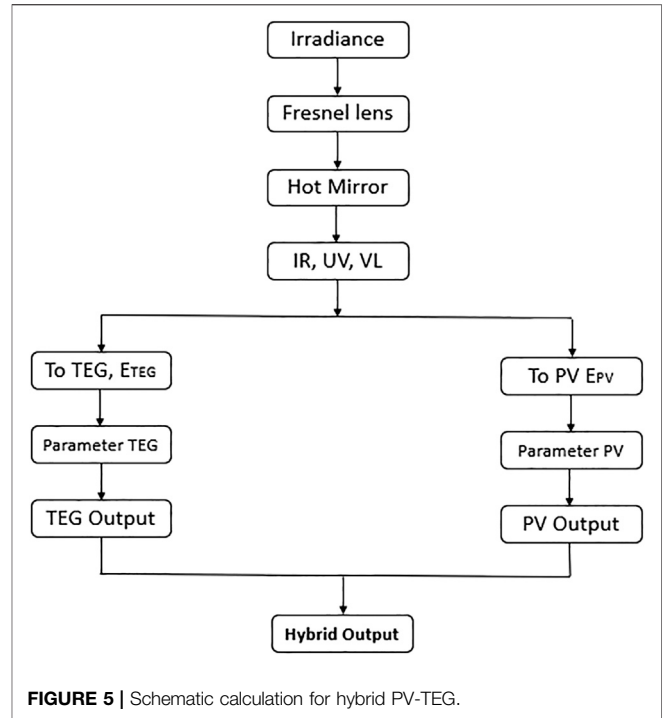 Irradiance
Fresnel lens
Hot Mirror
IR, UV, VL
To TEG, ETEG
To PV EPV
Parameter TEG
Parameter PV
TEG Output
PV Output
Hybrid Output
FIGURE 5 | Schematic calculation for hybrid PV-TEG.